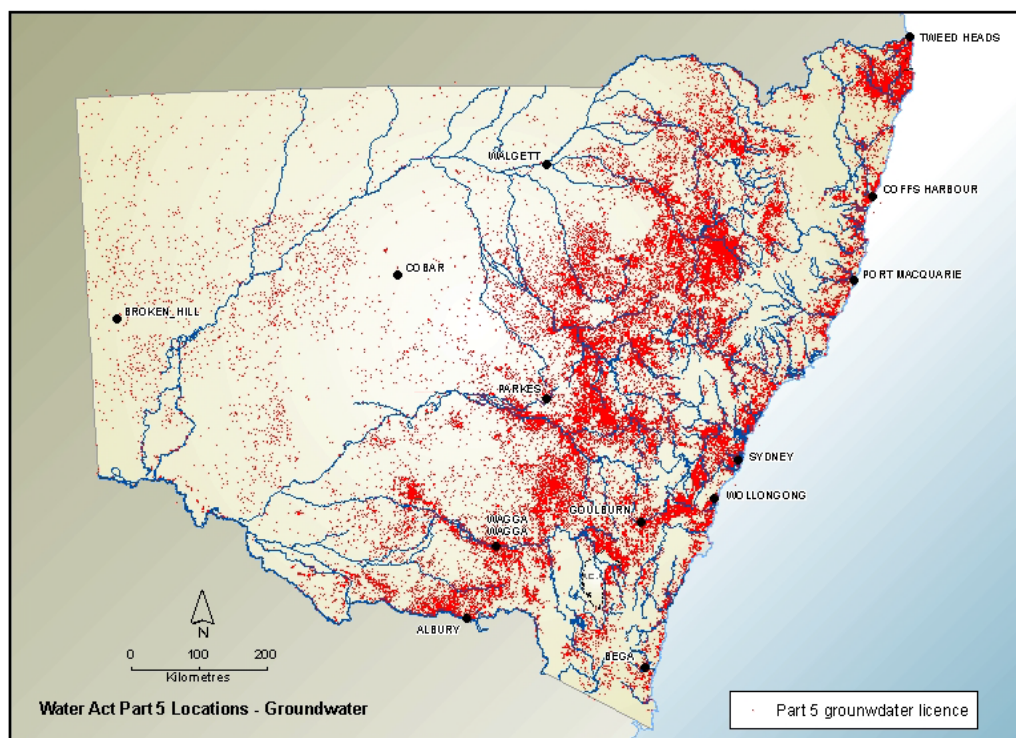 TWEED HEADS
WALGETT
COFFS HARBOUR
COBAR
PORT MACQUARIE
BROKEN_HILL
PARKES
SYDNEY
WOLLONGONG
GOULBURN
WAGGA
WAGGA
N
ALBURY
0 100 200
Kilometres
BEGA
Water Act Part 5 Locations - Groundwater
Part 5 grounwdater licence